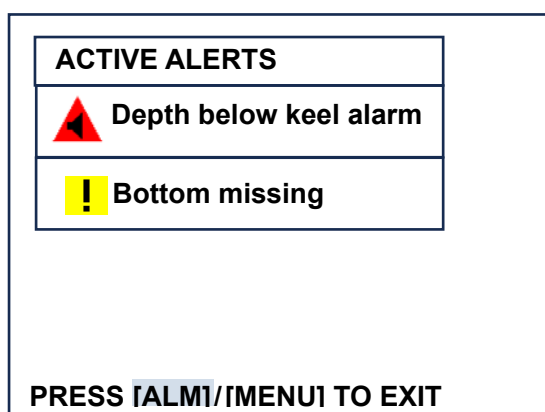 ACTIVE ALERTS
Depth below keel alarm
! Bottom missing
PRESS [ALM]/[MENU] TO EXIT